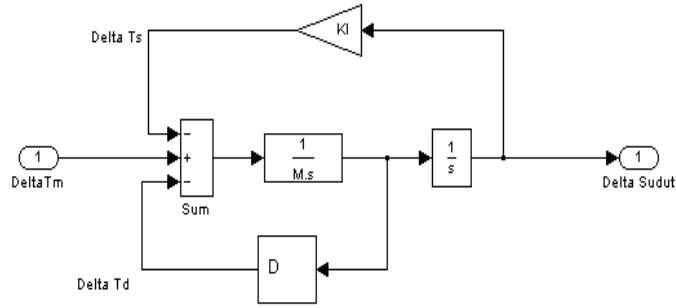 Delta Ts
KI
1
DeltaTm
−
+
−
Sum
1
M.s
1
s
1
Delta Sudut
D
Delta Td